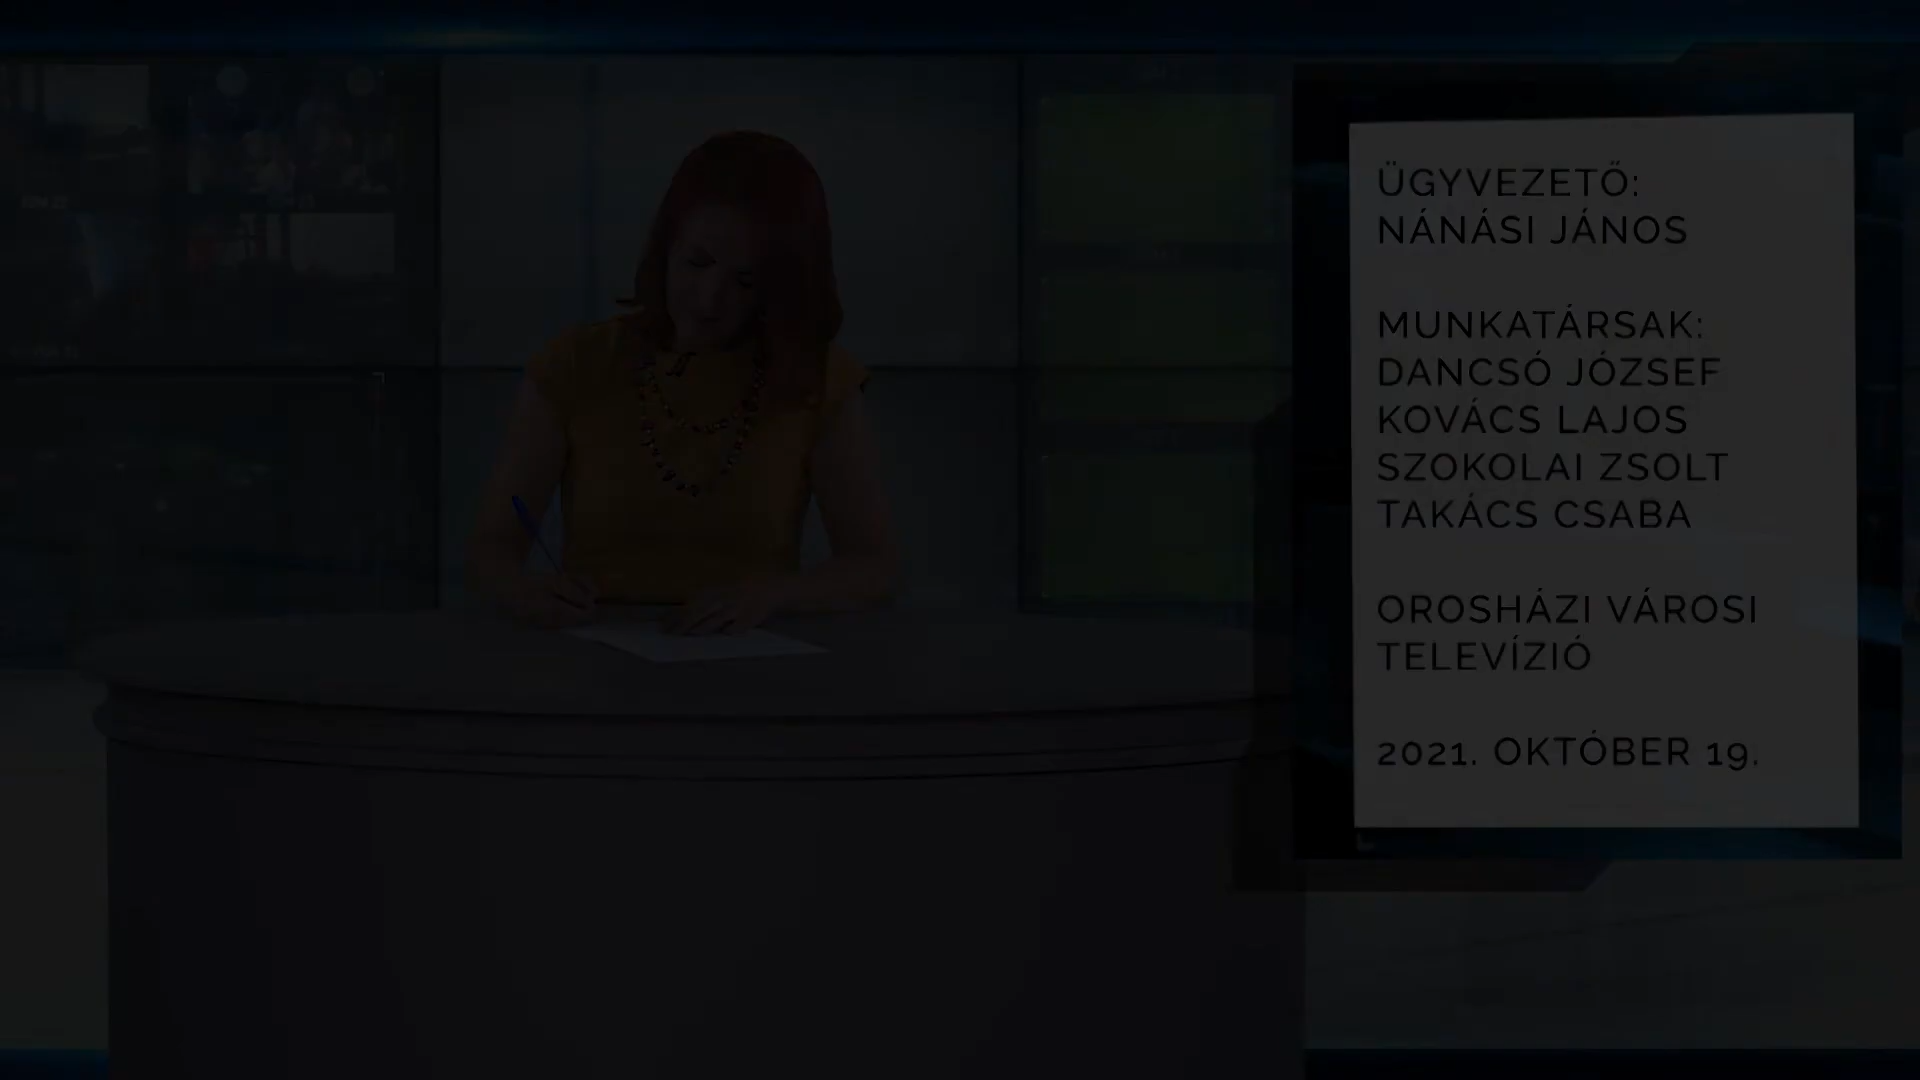 ÜGYVEZETŐ:
NÁNÁSI JÁNOS
MUNKATÁRSAK:
DANCSÓ JÓZSEF
KOVÁCS LAJOS
SZOKOLAI ZSOLT
TAKÁCS CSABA
OROSHÁZI VÁROSI
TELEVÍZIÓ
2021. OKTÓBER 19.